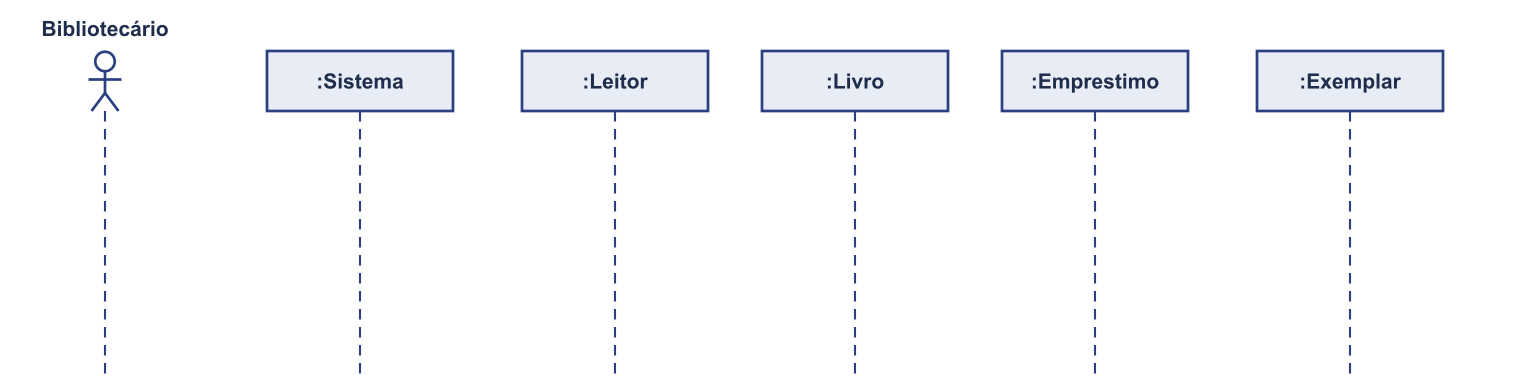 Bibliotecário
:Sistema
:Leitor
:Livro
:Emprestimo
:Exemplar